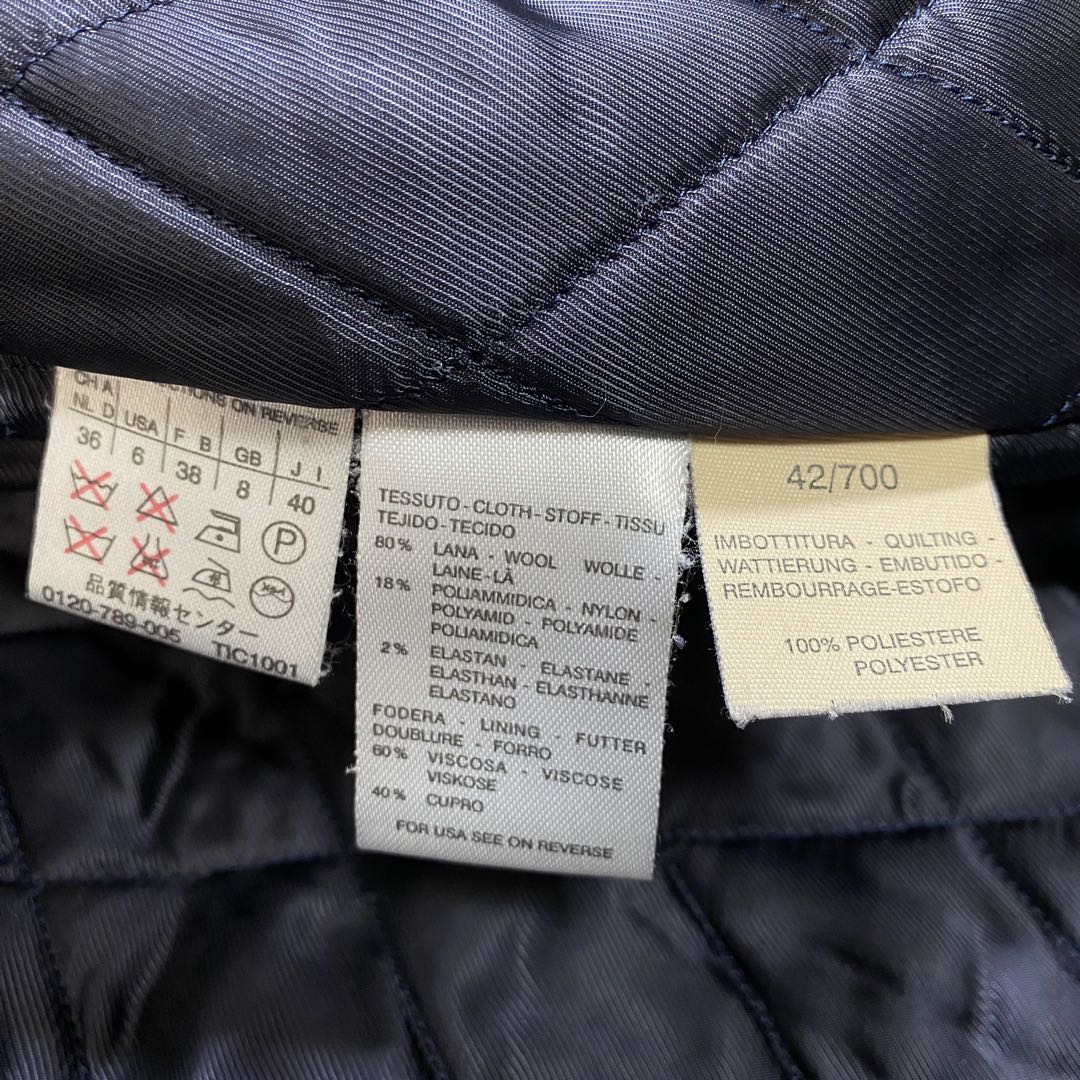 CH A
NL D USA F B GB J I
36 6 38 8 40
ON REVERSE
P
品質情報センター
0120-789-005
TIC1001
TESSUTO-CLOTH-STOFF-TISSU
TEJIDO-TECIDO
80% LANA - WOOL WOLLE -
LAINE-LÃ
18% POLIAMMIDICA - NYLON -
POLYAMID - POLYAMIDE
POLIAMIDICA
2% ELASTAN - ELASTANE
ELASTHAN - ELASTHANNE
ELASTANO
FODERA - LINING - FUTTER
DOUBLURE - FORRO
60% VISCOSA - VISCOSE
VISKOSE
40% CUPRO
FOR USA SEE ON REVERSE
42/700
IMBOTTITURA - QUILTING -
WATTIERUNG - EMBUTIDO -
REMBOURRAGE-ESTOFO
100% POLIESTERE
POLYESTER